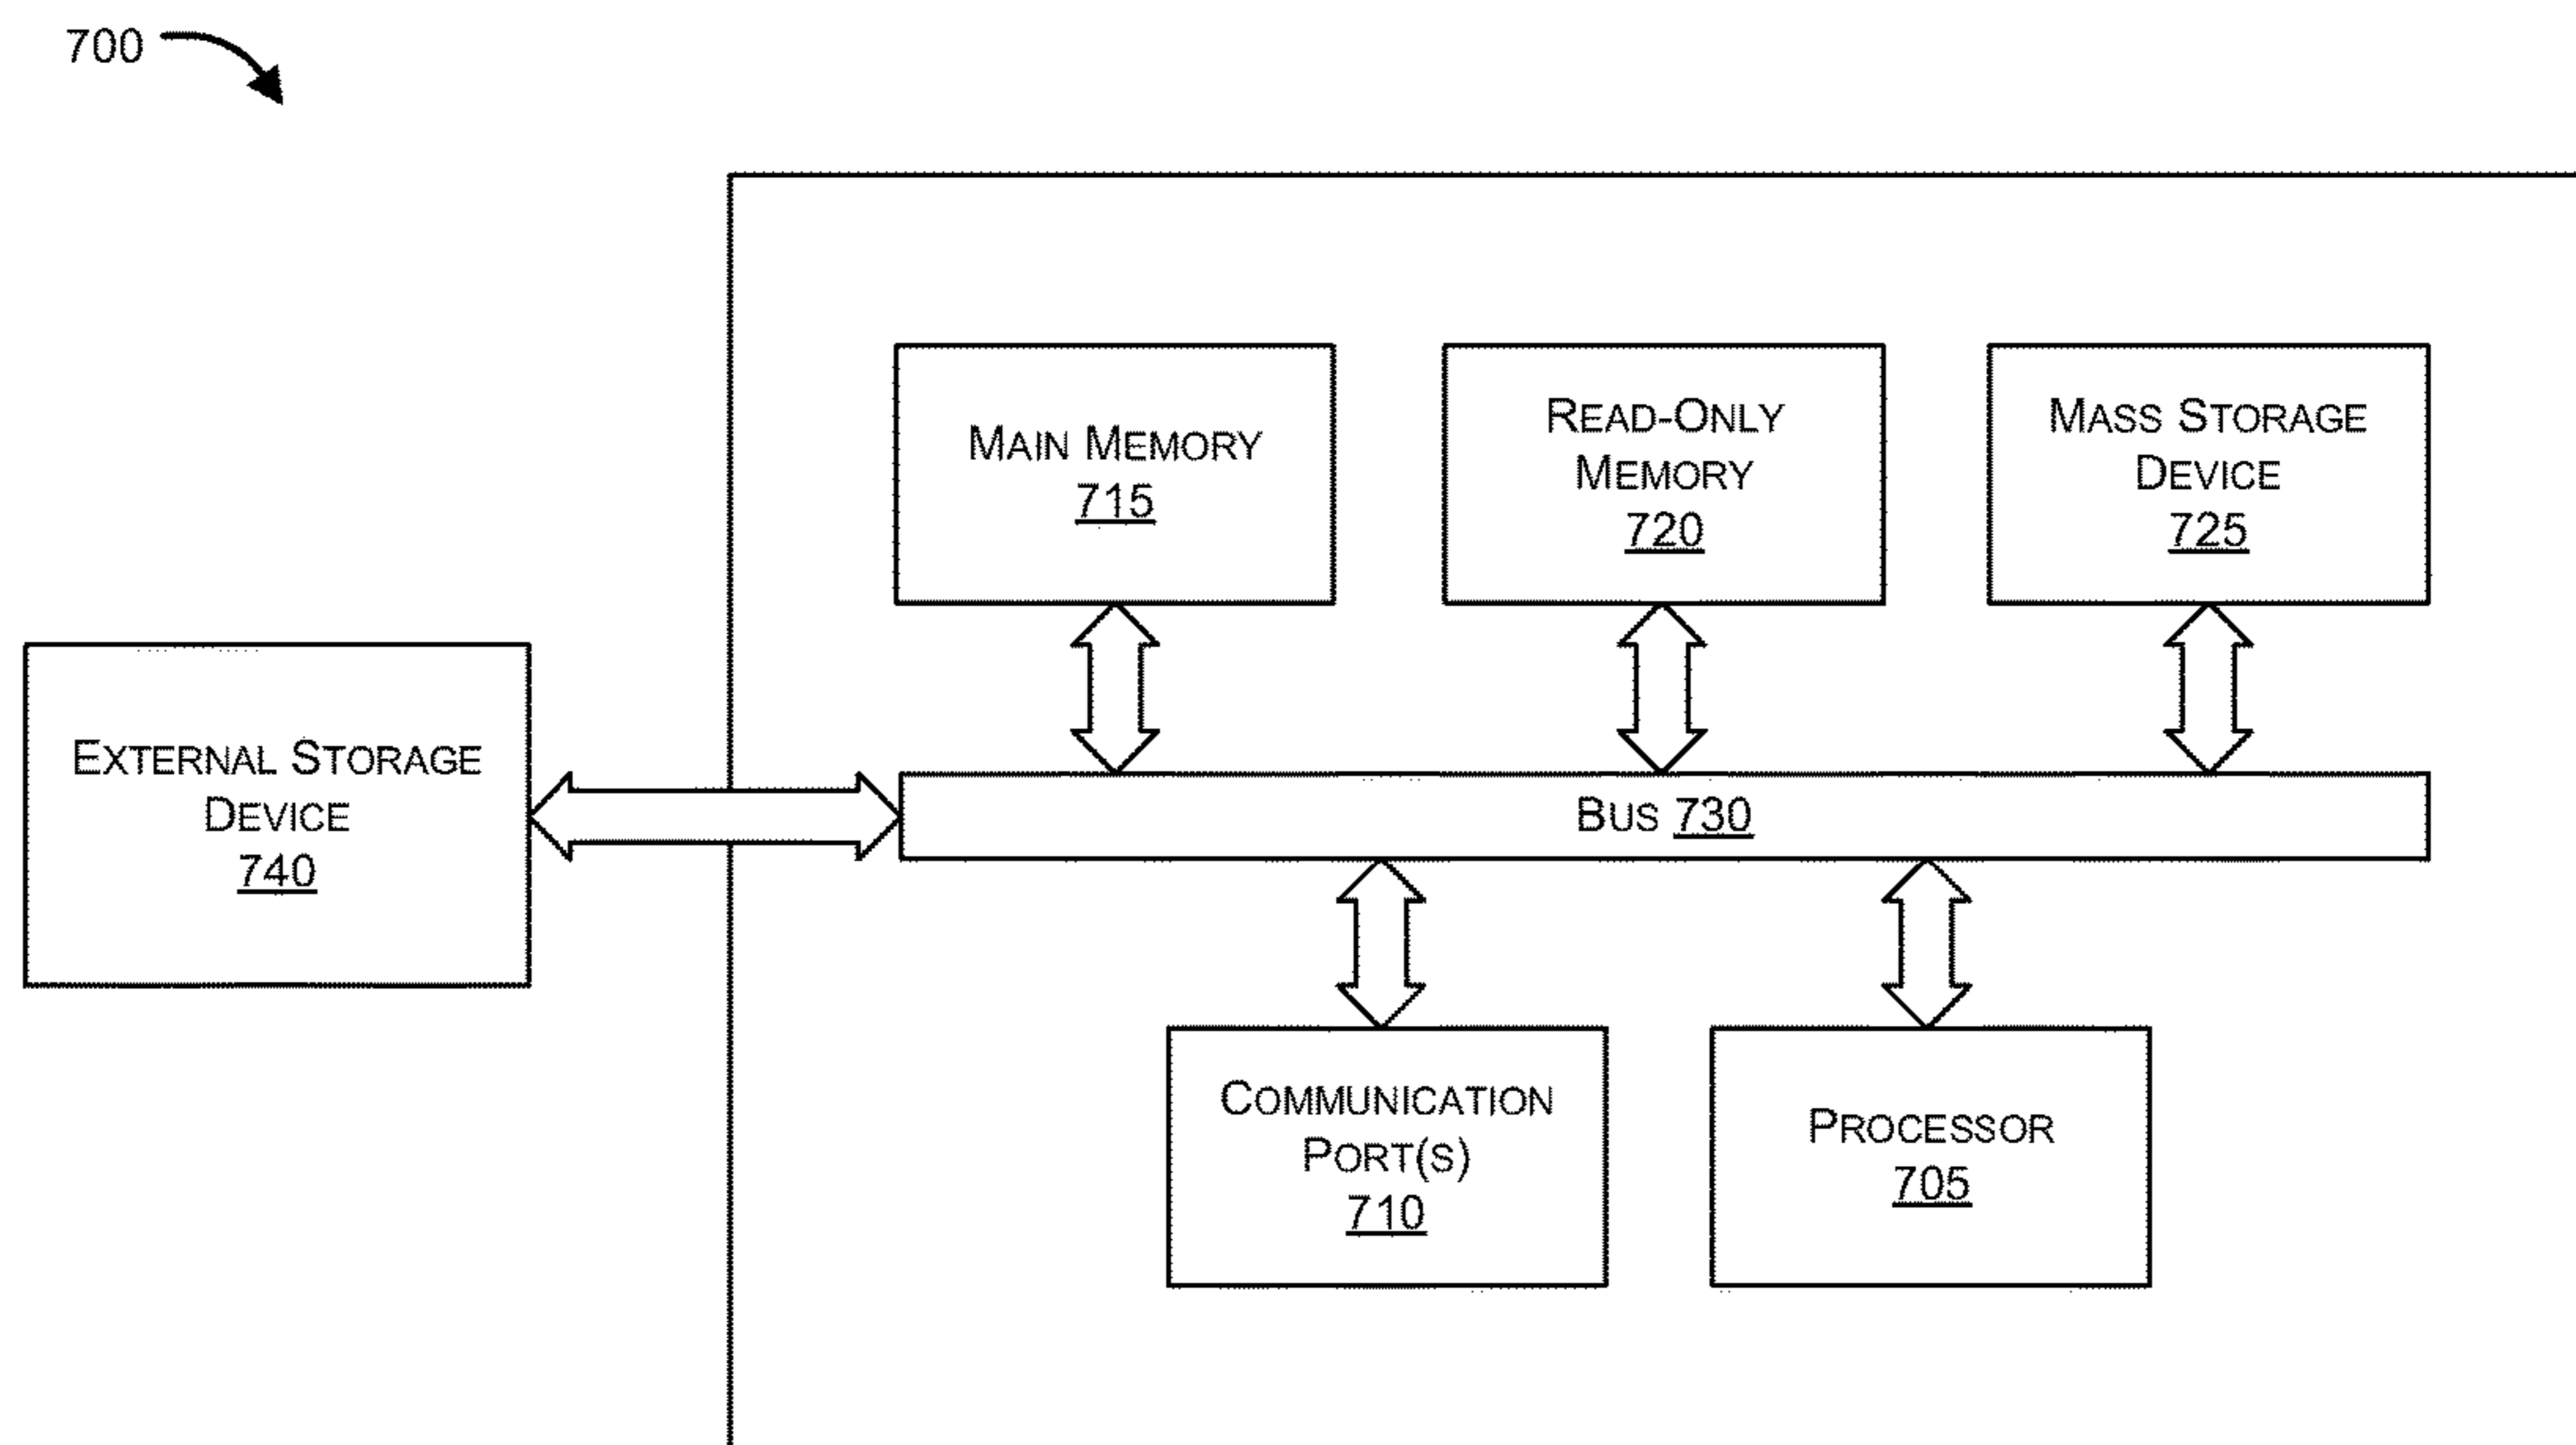 700
MAIN MEMORY
715
READ-ONLY
MEMORY
720
MASS STORAGE
DEVICE
725
EXTERNAL STORAGE
DEVICE
740
BUS 730
COMMUNICATION
PORT(S)
710
PROCESSOR
705